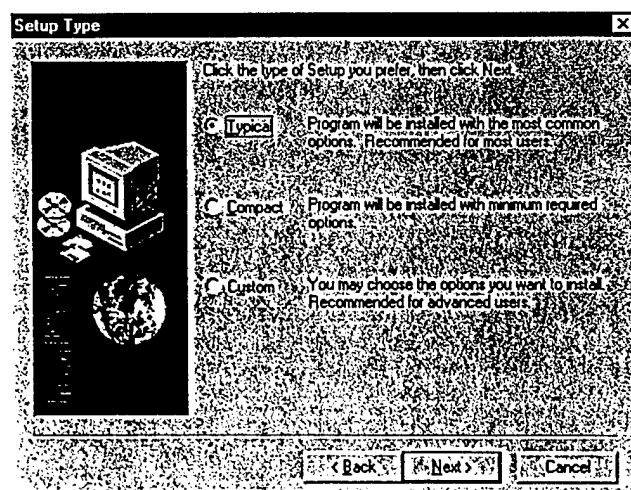 Setup Type
Click the type of Setup you prefer, then click Next.
Typical
Program will be installed with the most common
options. Recommended for most users.
Compact
Program will be installed with minimum required
options.
Custom
You may choose the options you want to install.
Recommended for advanced users.
< Back
Next >
Cancel